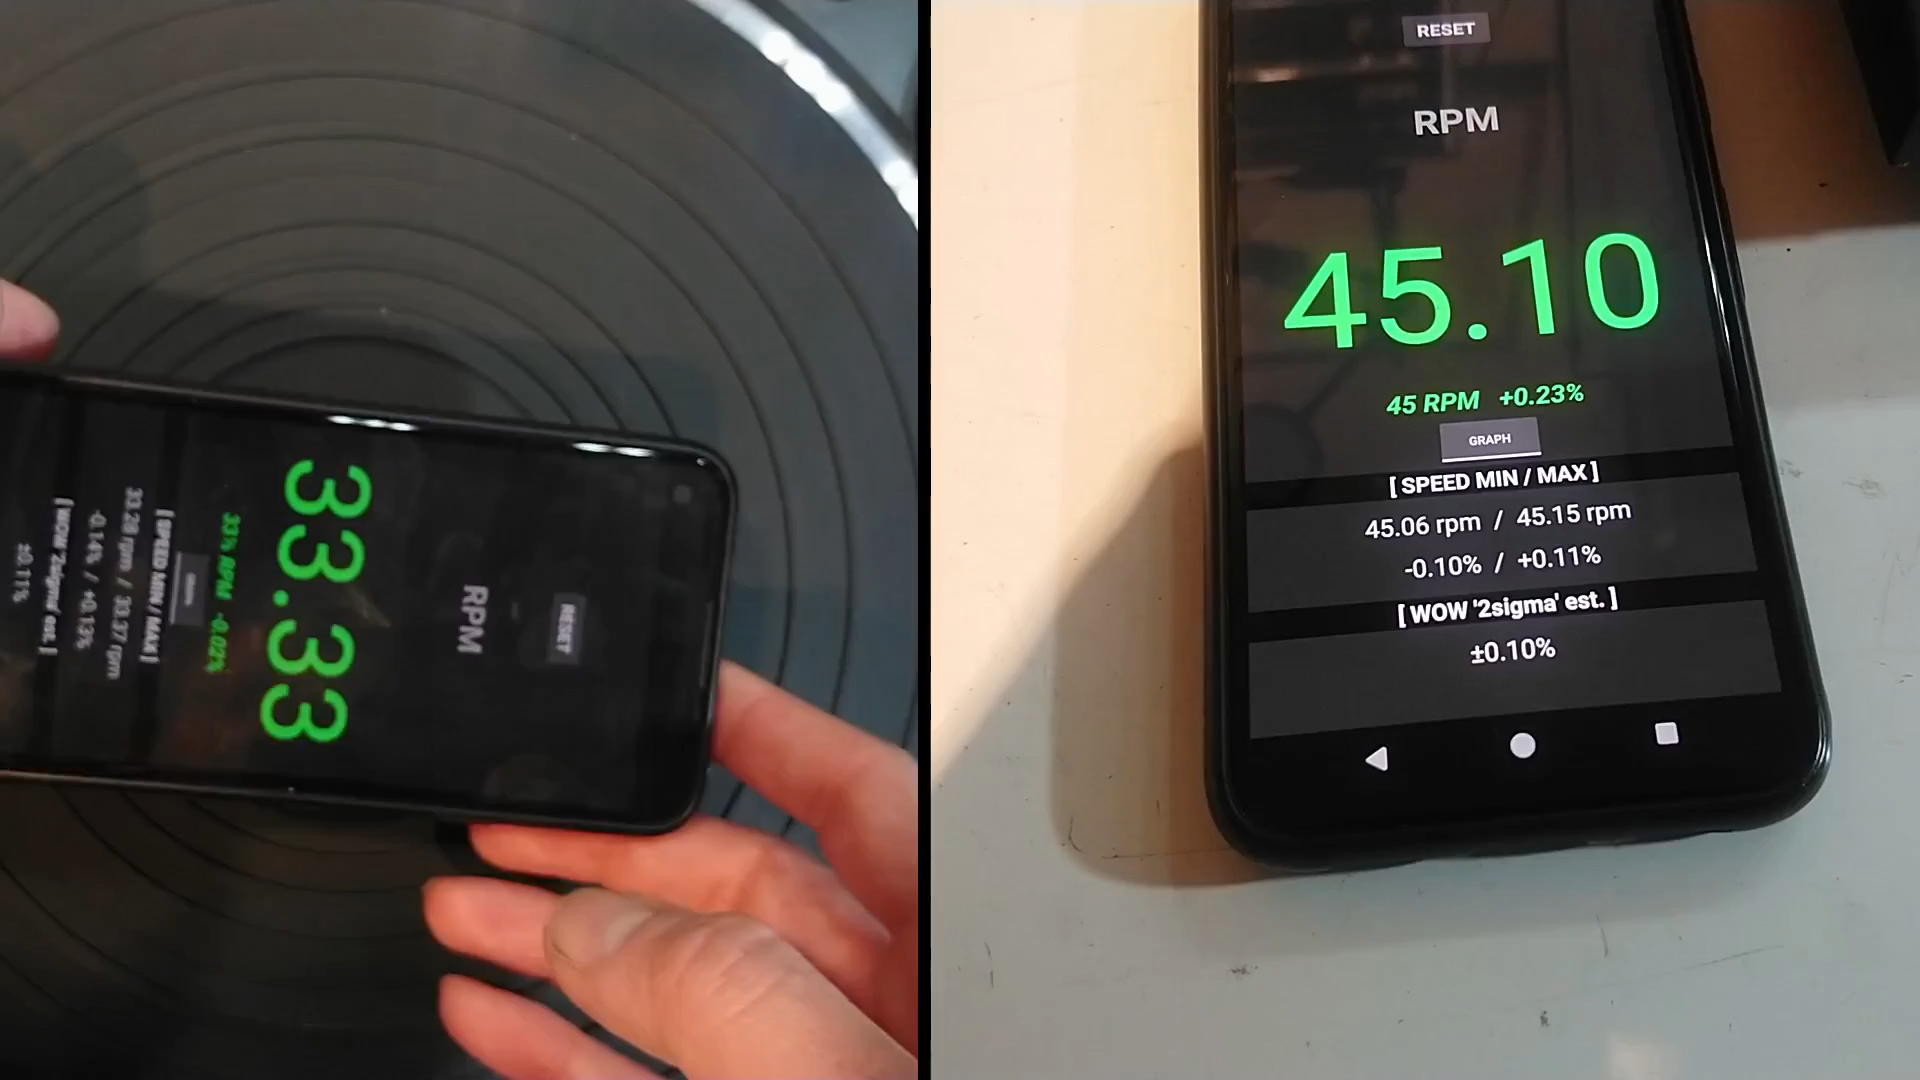 RESET
RPM
33.33
33⅓ RPM -0.02%
GRAPH
[ SPEED MIN / MAX ]
33.28 rpm / 33.37 rpm
-0.14% / +0.13%
[ WOW '2sigma' est. ]
±0.11%
RESET
RPM
45.10
45 RPM +0.23%
GRAPH
[ SPEED MIN / MAX ]
45.06 rpm / 45.15 rpm
-0.10% / +0.11%
[ WOW '2sigma' est. ]
±0.10%